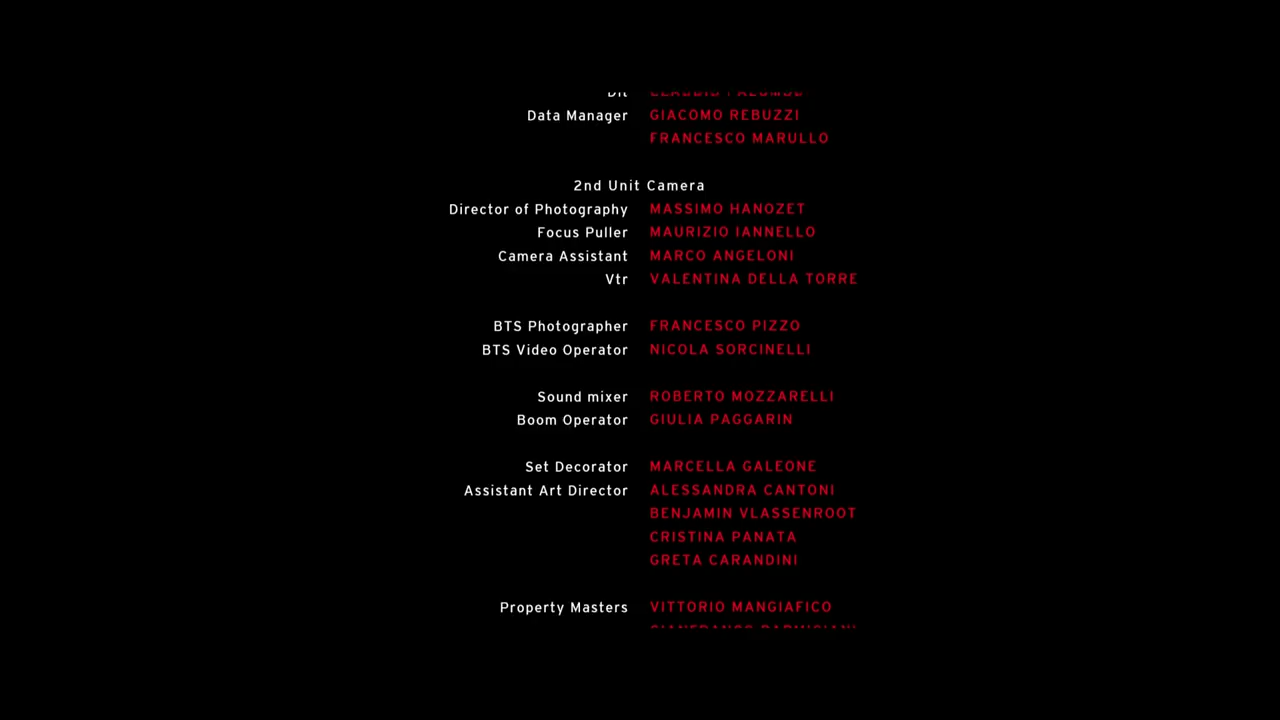 Dit
Data Manager GIACOMO REBUZZI
FRANCESCO MARULLO
2nd Unit Camera
Director of Photography MASSIMO HANOZET
Focus Puller MAURIZIO IANNELLO
Camera Assistant MARCO ANGELONI
Vtr VALENTINA DELLA TORRE
BTS Photographer FRANCESCO PIZZO
BTS Video Operator NICOLA SORCINELLI
Sound mixer ROBERTO MOZZARELLI
Boom Operator GIULIA PAGGARIN
Set Decorator MARCELLA GALEONE
Assistant Art Director ALESSANDRA CANTONI
BENJAMIN VLASSENROOT
CRISTINA PANATA
GRETA CARANDINI
Property Masters VITTORIO MANGIAFICO